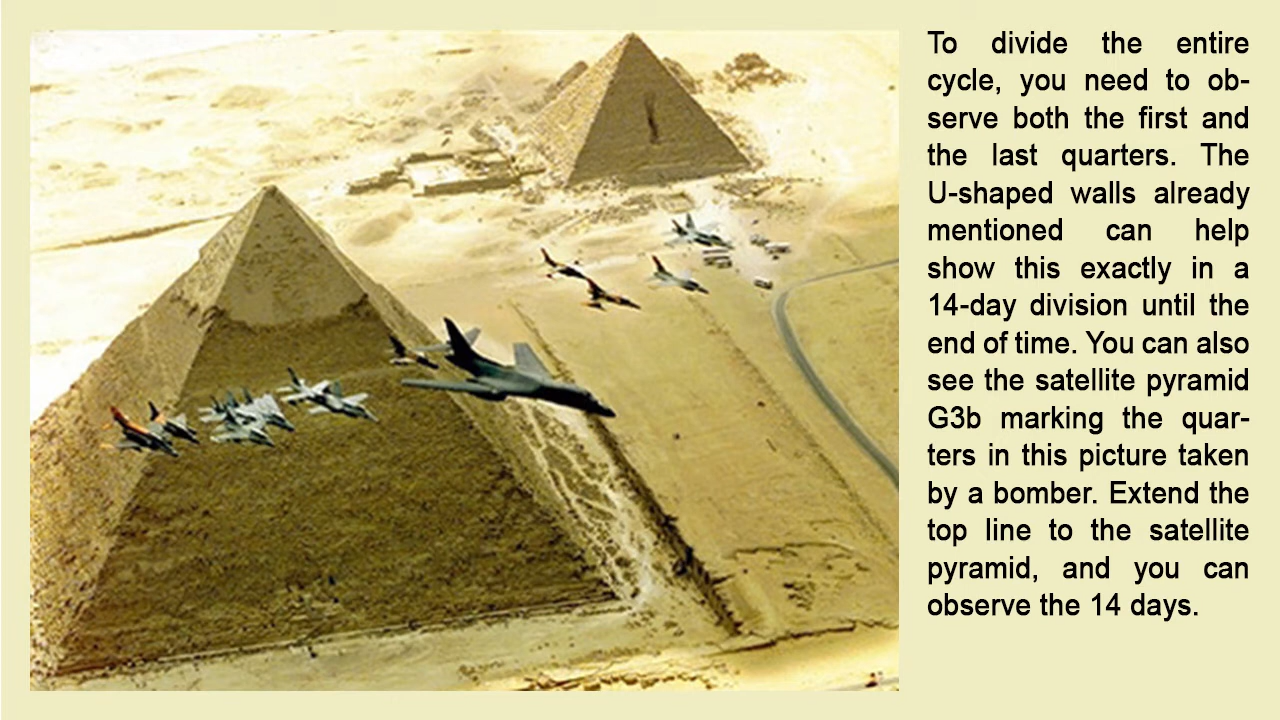 To divide the entire
cycle, you need to ob-
serve both the first and
the last quarters. The
U-shaped walls already
mentioned can help
show this exactly in a
14-day division until the
end of time. You can also
see the satellite pyramid
G3b marking the quar-
ters in this picture taken
by a bomber. Extend the
top line to the satellite
pyramid, and you can
observe the 14 days.